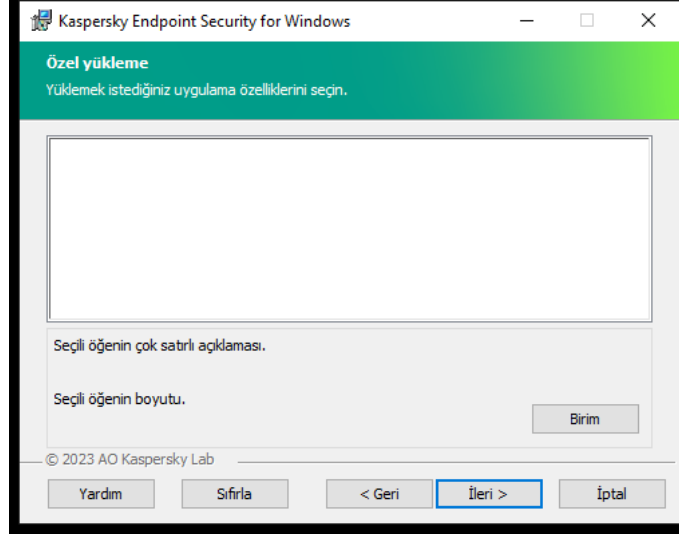 Kaspersky Endpoint Security for Windows
Özel yükleme
Yüklemek istediğiniz uygulama özelliklerini seçin.
Seçili öğenin çok satırlı açıklaması.
Seçili öğenin boyutu.
Birim
© 2023 AO Kaspersky Lab
Yardım Sıfırla < Geri İleri > İptal